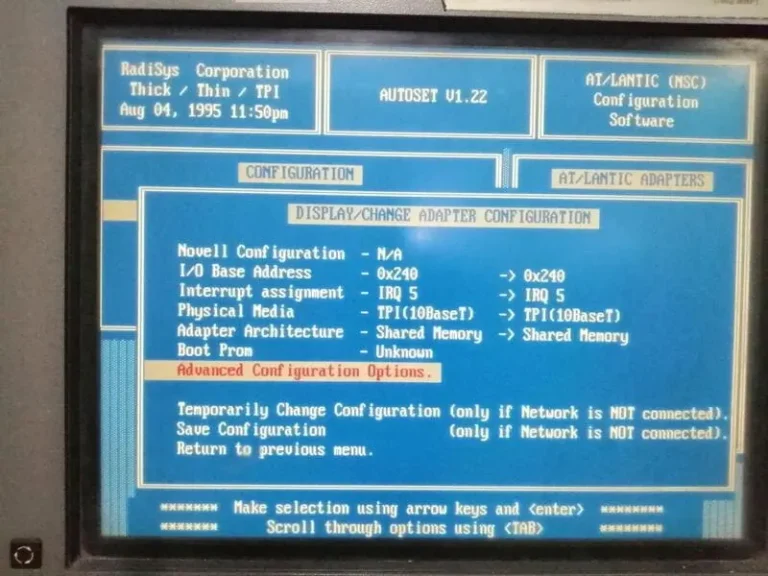 RadiSys Corporation
Thick / Thin / TPI
Aug 04, 1995 11:50pm
AUTOSET V1.22
AT/LANTIC (NSC)
Configuration
Software
CONFIGURATION
AT/LANTIC ADAPTERS
DISPLAY/CHANGE ADAPTER CONFIGURATION
Novell Configuration - N/A
I/O Base Address - 0x240 -> 0x240
Interrupt assignment - IRQ 5 -> IRQ 5
Physical Media - TPI(10BaseT) -> TPI(10BaseT)
Adapter Architecture - Shared Memory -> Shared Memory
Boot Prom - Unknown
Advanced Configuration Options.
Temporarily Change Configuration (only if Network is NOT connected).
Save Configuration (only if Network is NOT connected).
Return to previous menu.
******* Make selection using arrow keys and <enter> *******
******* Scroll through options using <TAB> *******